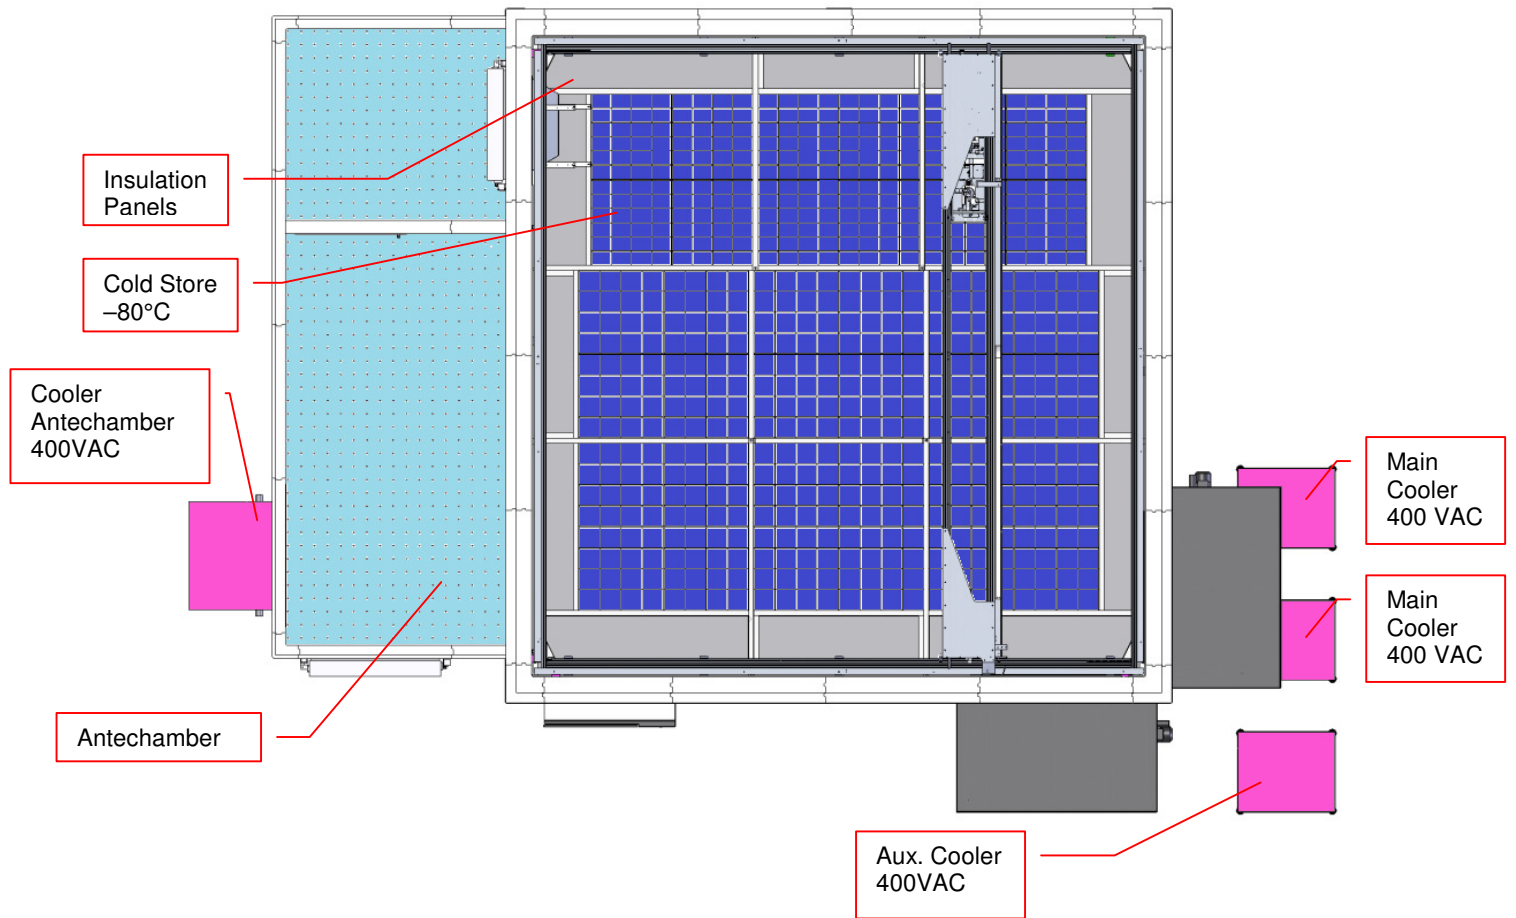 Insulation
Panels
Cold Store
–80°C
Cooler
Antechamber
400VAC
Antechamber
Main
Cooler
400 VAC
Main
Cooler
400 VAC
Aux. Cooler
400VAC